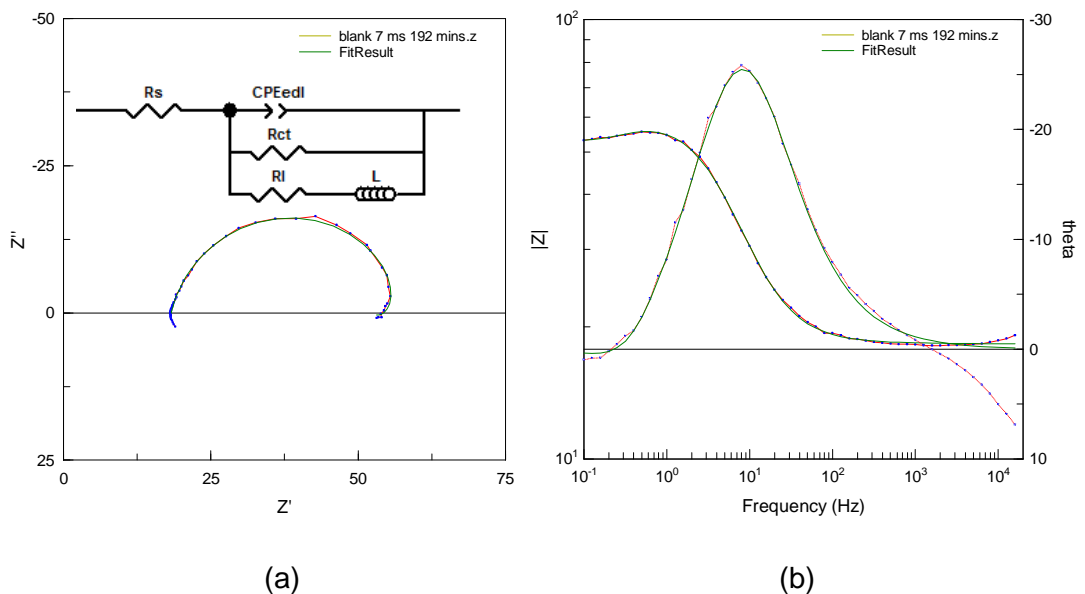 -50
-25
0
25
0
25
50
75
Z''
Z'
blank 7 ms 192 mins.z
FitResult
Rs
CPEedl
Rct
Rl
L
(a)
10²
10¹
|Z|
-30
-20
-10
0
10
theta
blank 7 ms 192 mins.z
FitResult
10⁻¹
10⁰
10¹
10²
10³
10⁴
Frequency (Hz)
(b)